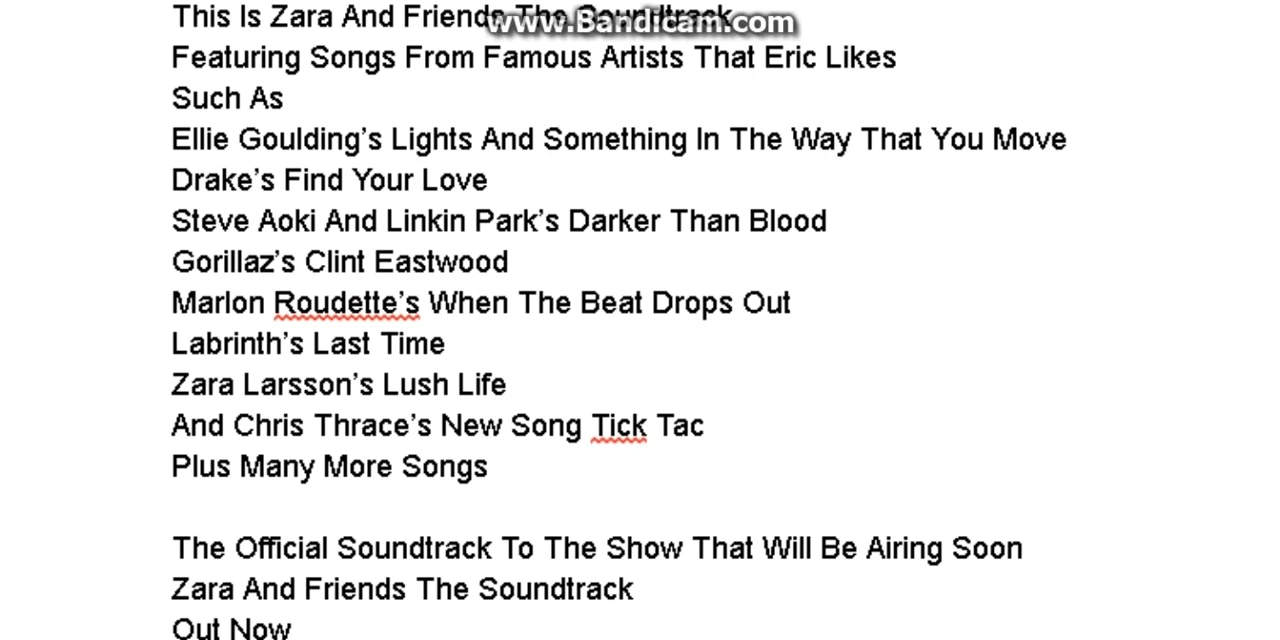 This Is Zara And Friends The Soundtrack
www.Bandicam.com
Featuring Songs From Famous Artists That Eric Likes
Such As
Ellie Goulding's Lights And Something In The Way That You Move
Drake's Find Your Love
Steve Aoki And Linkin Park's Darker Than Blood
Gorillaz's Clint Eastwood
Marlon Roudette's When The Beat Drops Out
Labrinth's Last Time
Zara Larsson's Lush Life
And Chris Thrace's New Song Tick Tac
Plus Many More Songs
The Official Soundtrack To The Show That Will Be Airing Soon
Zara And Friends The Soundtrack
Out Now